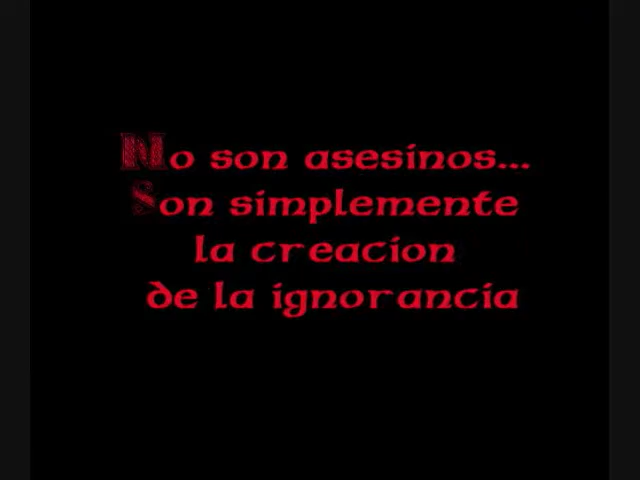 No son asesinos...
Son simplemente
la creacion
de la ignorancia